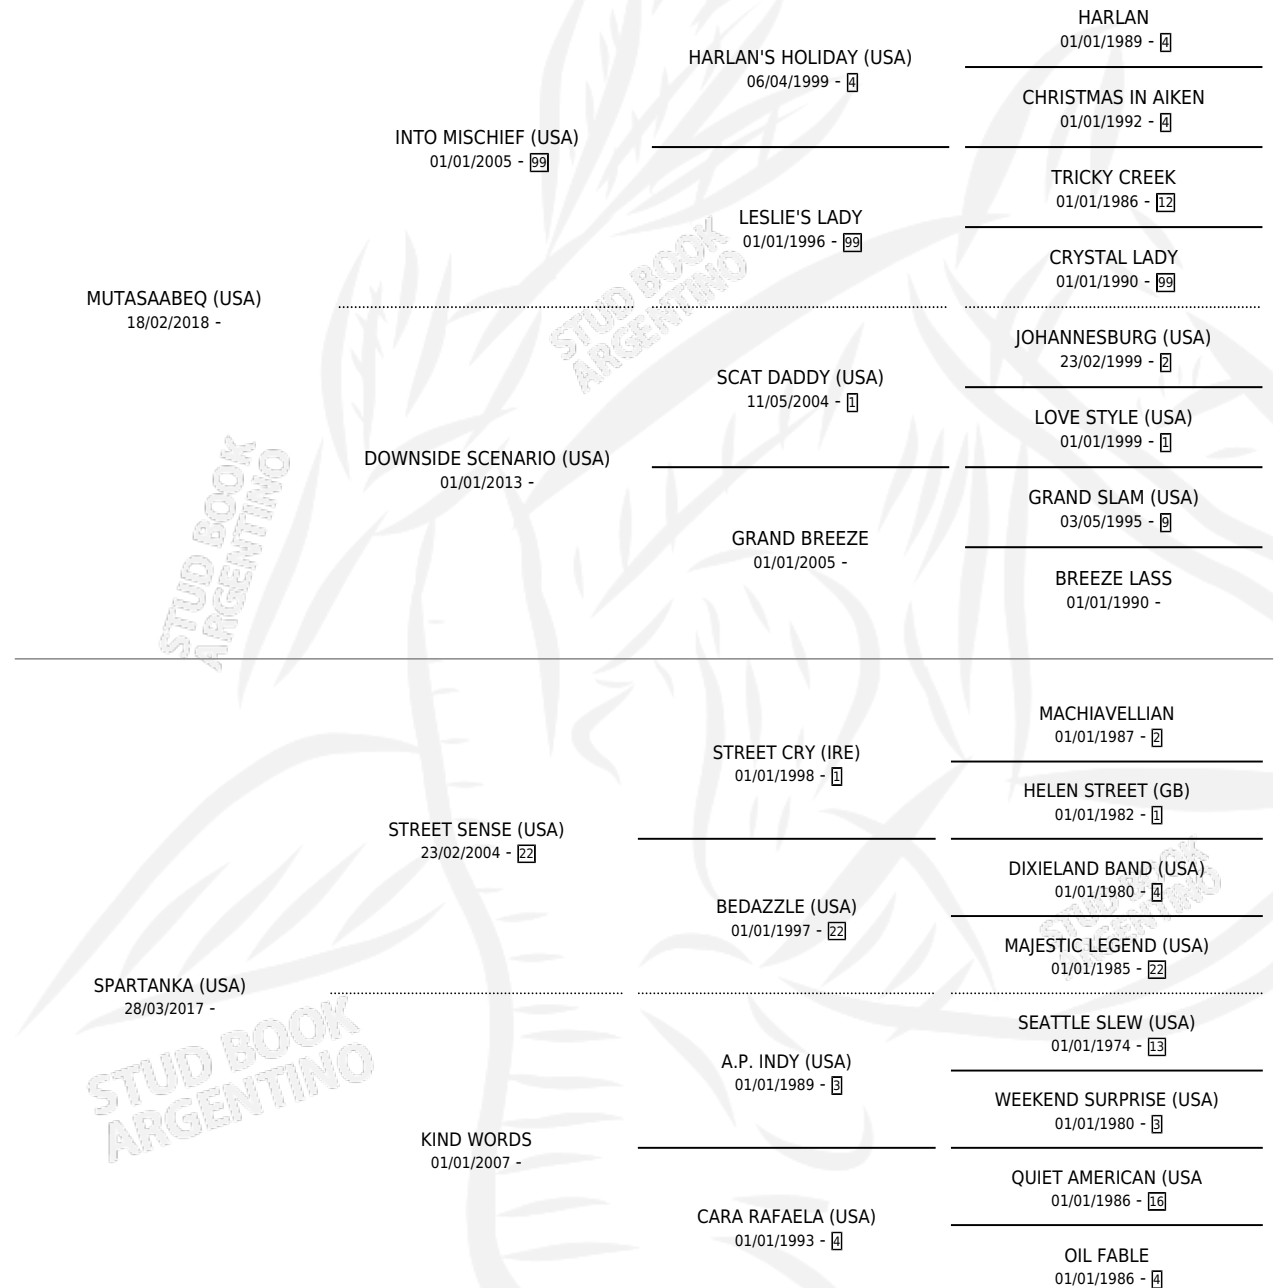 HARLAN
01/01/1989 - 4
HARLAN'S HOLIDAY (USA)
06/04/1999 - 4
CHRISTMAS IN AIKEN
01/01/1992 - 4
INTO MISCHIEF (USA)
01/01/2005 - 99
TRICKY CREEK
01/01/1986 - 12
LESLIE'S LADY
01/01/1996 - 99
CRYSTAL LADY
01/01/1990 - 99
STUD BOOK
ARGENTINO
MUTASAABEQ (USA)
18/02/2018 -
JOHANNESBURG (USA)
23/02/1999 - 2
SCAT DADDY (USA)
11/05/2004 - 1
LOVE STYLE (USA)
01/01/1999 - 1
DOWNSIDE SCENARIO (USA)
01/01/2013 -
GRAND SLAM (USA)
03/05/1995 - 9
GRAND BREEZE
01/01/2005 -
BREEZE LASS
01/01/1990 -
STUD BOOK
ARGENTINO
MACHIAVELLIAN
01/01/1987 - 2
STREET CRY (IRE)
01/01/1998 - 1
HELEN STREET (GB)
01/01/1982 - 1
STREET SENSE (USA)
23/02/2004 - 22
DIXIELAND BAND (USA)
01/01/1980 - 4
STUD BOOK
ARGENTINO
BEDAZZLE (USA)
01/01/1997 - 22
MAJESTIC LEGEND (USA)
01/01/1985 - 22
SPARTANKA (USA)
28/03/2017 -
STUD BOOK
ARGENTINO
SEATTLE SLEW (USA)
01/01/1974 - 13
A.P. INDY (USA)
01/01/1989 - 3
WEEKEND SURPRISE (USA)
01/01/1980 - 3
KIND WORDS
01/01/2007 -
QUIET AMERICAN (USA
01/01/1986 - 16
CARA RAFAELA (USA)
01/01/1993 - 4
OIL FABLE
01/01/1986 - 4